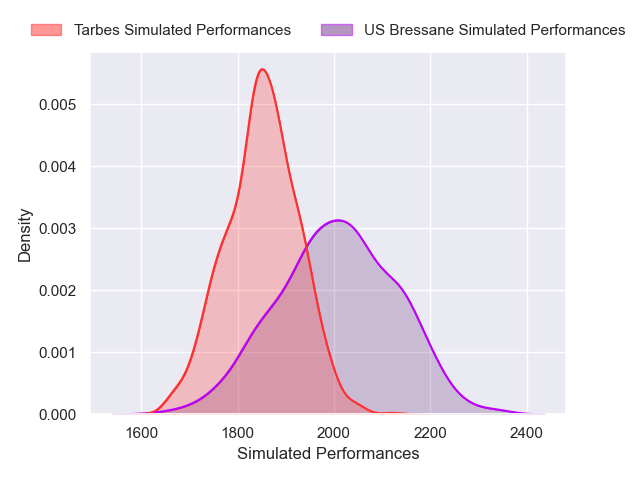 Tarbes Simulated Performances US Bressane Simulated Performances
0.005
0.004
0.003
0.002
0.001
0.000
Density
1600 1800 2000 2200 2400
Simulated Performances